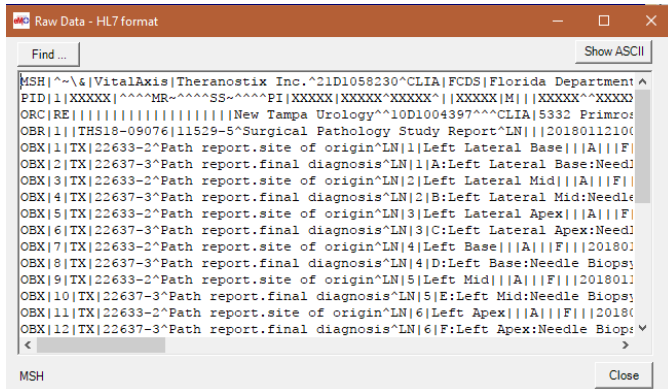 eMD Raw Data - HL7 format
Find ...
Show ASCII
MSH|^~\&|VitalAxis|Theranostix Inc.^21D1058230^CLIA|FCDS|Florida Department
PID|1|XXXXX|^^^^MR~^^^^SS~^^^^PI|XXXXX|XXXXX^XXXXX^||XXXXX|M|||XXXXX^^XXXXX
ORC|RE||||||||||||||||||||New Tampa Urology^^10D1004397^^^CLIA|5332 Primros
OBR|1||THS18-09076|11529-5^Surgical Pathology Study Report^LN|||20180112100
OBX|1|TX|22633-2^Path report.site of origin^LN|1|Left Lateral Base|||A|||F|
OBX|2|TX|22637-3^Path report.final diagnosis^LN|1|A:Left Lateral Base:Needl
OBX|3|TX|22633-2^Path report.site of origin^LN|2|Left Lateral Mid|||A|||F||
OBX|4|TX|22637-3^Path report.final diagnosis^LN|2|B:Left Lateral Mid:Needle
OBX|5|TX|22633-2^Path report.site of origin^LN|3|Left Lateral Apex|||A|||F|
OBX|6|TX|22637-3^Path report.final diagnosis^LN|3|C:Left Lateral Apex:Needl
OBX|7|TX|22633-2^Path report.site of origin^LN|4|Left Base|||A|||F|||201801
OBX|8|TX|22637-3^Path report.final diagnosis^LN|4|D:Left Base:Needle Biopsy
OBX|9|TX|22633-2^Path report.site of origin^LN|5|Left Mid|||A|||F|||2018011
OBX|10|TX|22637-3^Path report.final diagnosis^LN|5|E:Left Mid:Needle Biopsy
OBX|11|TX|22633-2^Path report.site of origin^LN|6|Left Apex|||A|||F|||20180
OBX|12|TX|22637-3^Path report.final diagnosis^LN|6|F:Left Apex:Needle Biops
MSH
Close